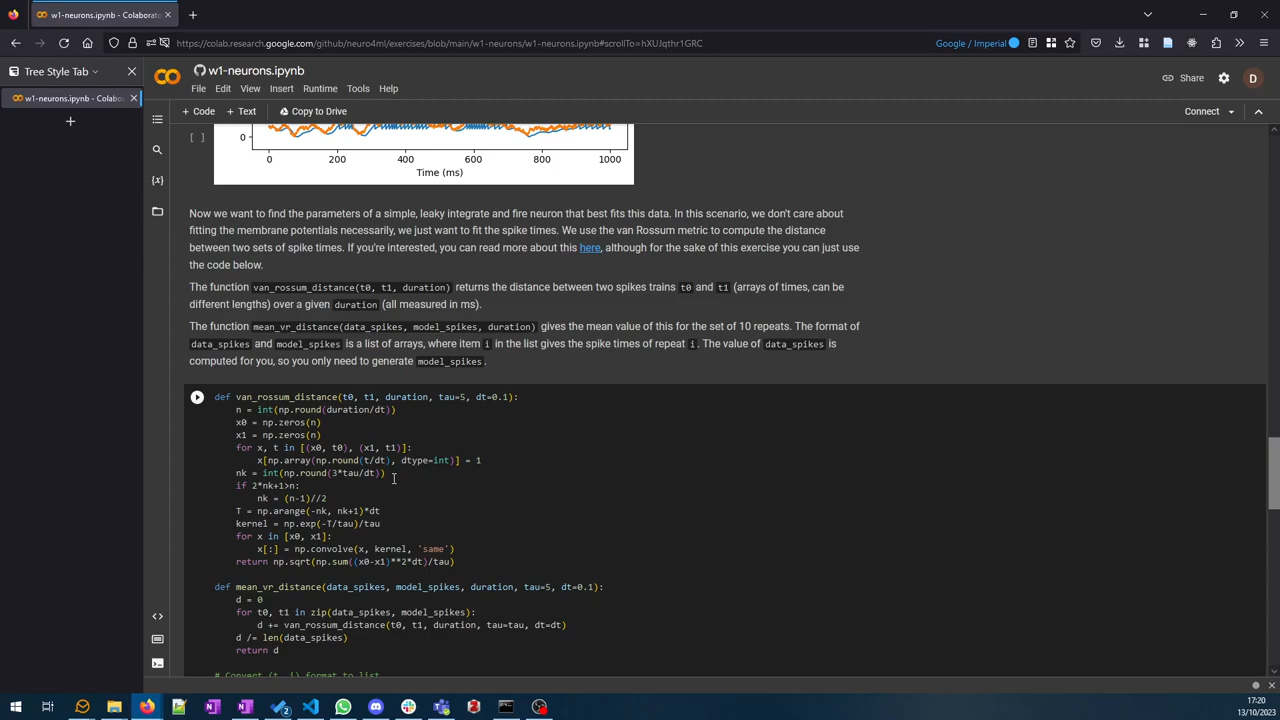 w1-neurons.ipynb - Colaborato
https://colab.research.google.com/github/neuro4ml/exercises/blob/main/w1-neurons/w1-neurons.ipynb#scrollTo=hXUJqthr1GRC
Google / Imperial
Tree Style Tab
w1-neurons.ipynb - Colabo
w1-neurons.ipynb
File Edit View Insert Runtime Tools Help
Share
D
+ Code + Text Copy to Drive
Connect
[ ]
0
0 200 400 600 800 1000
Time (ms)
{x}
Now we want to find the parameters of a simple, leaky integrate and fire neuron that best fits this data. In this scenario, we don't care about
fitting the membrane potentials necessarily, we just want to fit the spike times. We use the van Rossum metric to compute the distance
between two sets of spike times. If you're interested, you can read more about this here, although for the sake of this exercise you can just use
the code below.
The function van_rossum_distance(t0, t1, duration) returns the distance between two spikes trains t0 and t1 (arrays of times, can be
different lengths) over a given duration (all measured in ms).
The function mean_vr_distance(data_spikes, model_spikes, duration) gives the mean value of this for the set of 10 repeats. The format of
data_spikes and model_spikes is a list of arrays, where item i in the list gives the spike times of repeat i. The value of data_spikes is
computed for you, so you only need to generate model_spikes.
def van_rossum_distance(t0, t1, duration, tau=5, dt=0.1):
n = int(np.round(duration/dt))
x0 = np.zeros(n)
x1 = np.zeros(n)
for x, t in [(x0, t0), (x1, t1)]:
x[np.array(np.round(t/dt), dtype=int)] = 1
nk = int(np.round(3*tau/dt))
if 2*nk+1>n:
nk = (n-1)//2
T = np.arange(-nk, nk+1)*dt
kernel = np.exp(-T/tau)/tau
for x in [x0, x1]:
x[:] = np.convolve(x, kernel, 'same')
return np.sqrt(np.sum((x0-x1)**2*dt)/tau)
def mean_vr_distance(data_spikes, model_spikes, duration, tau=5, dt=0.1):
d = 0
for t0, t1 in zip(data_spikes, model_spikes):
d += van_rossum_distance(t0, t1, duration, tau=tau, dt=dt)
d /= len(data_spikes)
return d
# Convert (t, i) format to list
17:20
13/10/2023